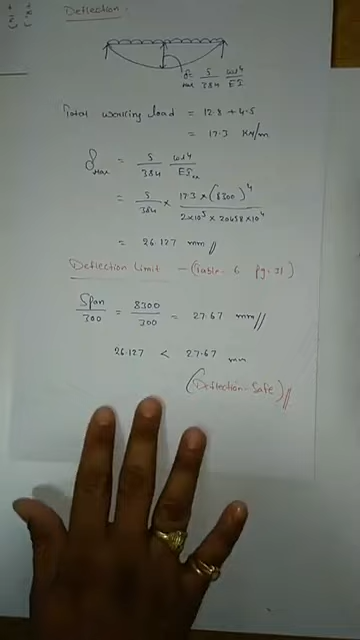 Deflection.
δ max = 5/384 wl⁴/EI
Total working load = 12.8 + 4.5
= 17.3 KN/m
δmax = 5/384 wl⁴/EIxx
= 5/384 × 17.3 × (8300)⁴ / 2×10⁵ × 20458 × 10⁴
= 26.127 mm //
Deflection Limit - (Table. 6 pg. 31)
Span/300 = 8300/300 = 27.67 mm//
26.127 < 27.67 mm
(Deflection-Safe)//